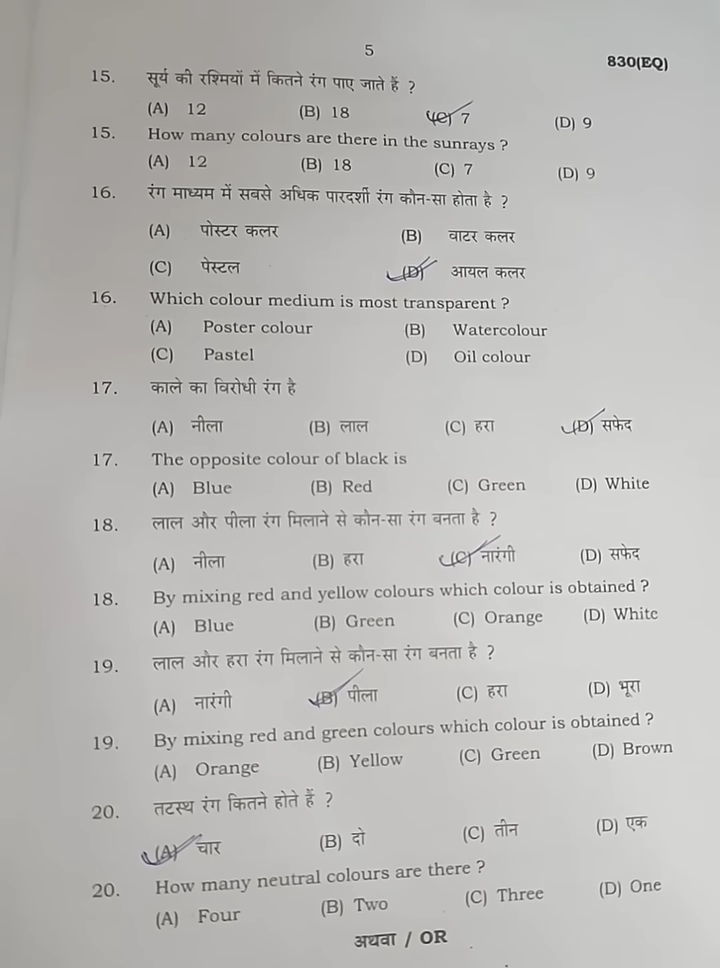 5
830(EQ)
15. सूर्य की रश्मियों में कितने रंग पाए जाते हैं ?
(A) 12 (B) 18 (C) 7 (D) 9
15. How many colours are there in the sunrays ?
(A) 12 (B) 18 (C) 7 (D) 9
16. रंग माध्यम में सबसे अधिक पारदर्शी रंग कौन-सा होता है ?
(A) पोस्टर कलर (B) वाटर कलर
(C) पेस्टल (D) आयल कलर
16. Which colour medium is most transparent ?
(A) Poster colour (B) Watercolour
(C) Pastel (D) Oil colour
17. काले का विरोधी रंग है
(A) नीला (B) लाल (C) हरा (D) सफेद
17. The opposite colour of black is
(A) Blue (B) Red (C) Green (D) White
18. लाल और पीला रंग मिलाने से कौन-सा रंग बनता है ?
(A) नीला (B) हरा (C) नारंगी (D) सफेद
18. By mixing red and yellow colours which colour is obtained ?
(A) Blue (B) Green (C) Orange (D) White
19. लाल और हरा रंग मिलाने से कौन-सा रंग बनता है ?
(A) नारंगी (B) पीला (C) हरा (D) भूरा
19. By mixing red and green colours which colour is obtained ?
(A) Orange (B) Yellow (C) Green (D) Brown
20. तटस्थ रंग कितने होते हैं ?
(A) चार (B) दो (C) तीन (D) एक
20. How many neutral colours are there ?
(A) Four (B) Two (C) Three (D) One
अथवा / OR